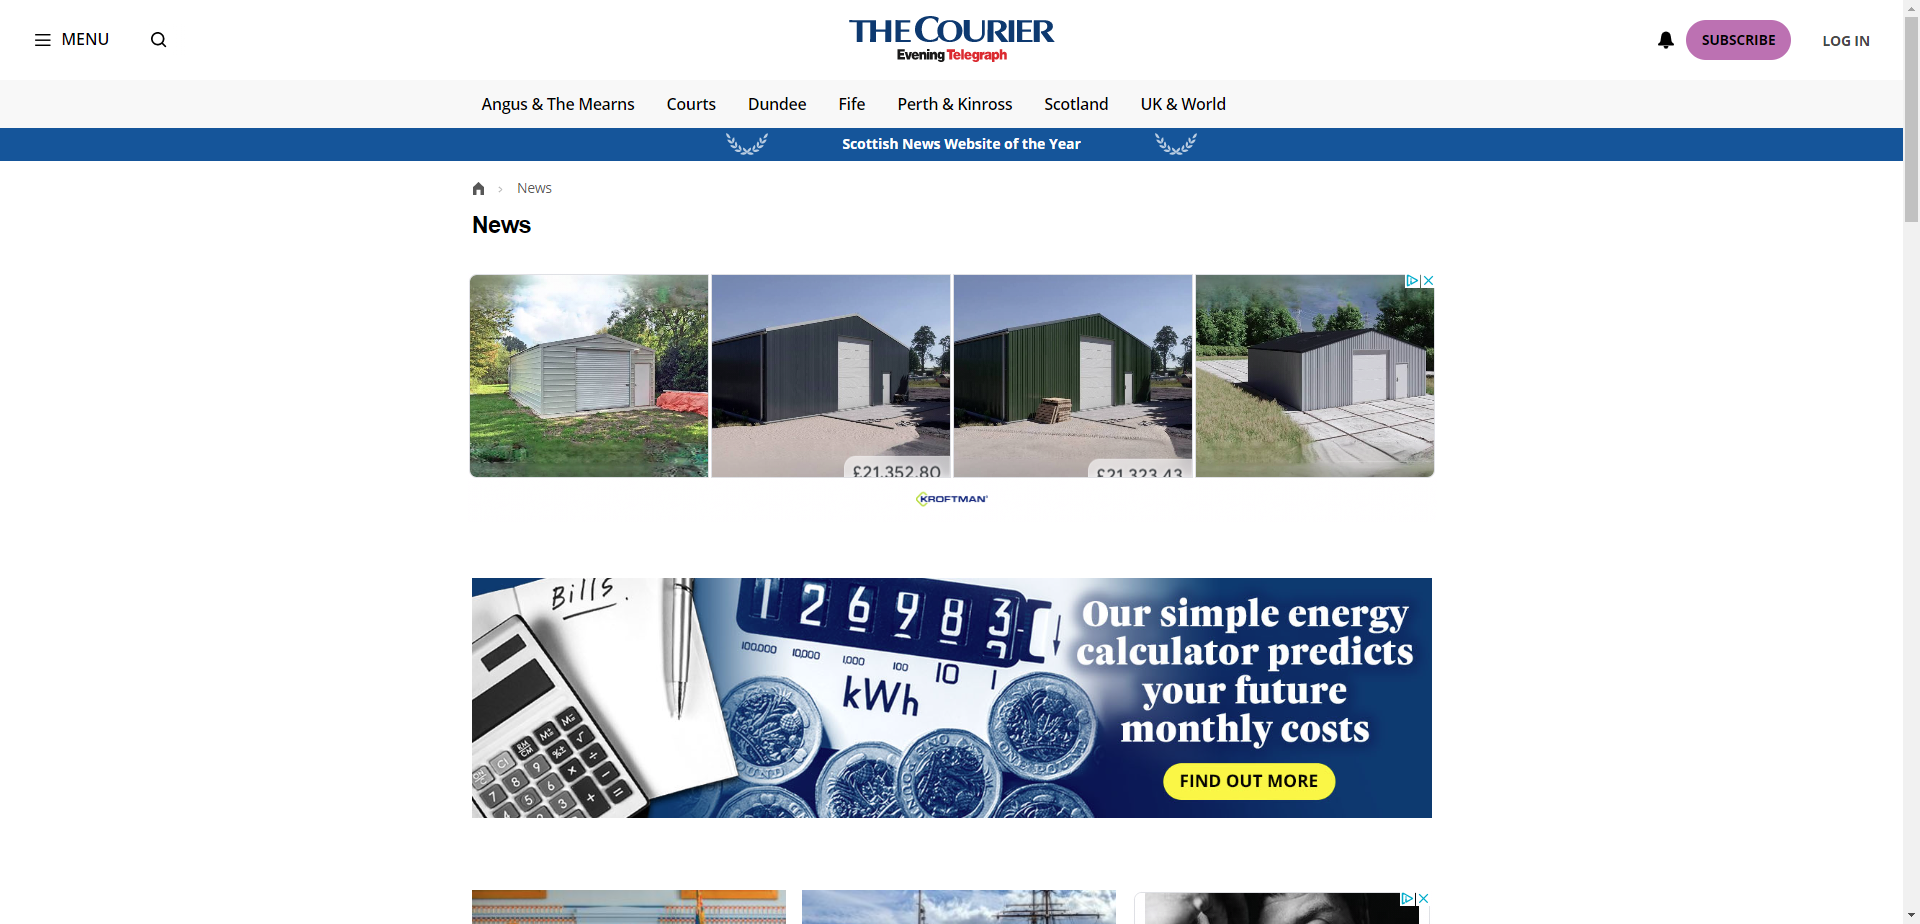 MENU
THE COURIER
Evening Telegraph
SUBSCRIBE
LOG IN
Angus & The Mearns
Courts
Dundee
Fife
Perth & Kinross
Scotland
UK & World
Scottish News Website of the Year
News
News
£21,352.80
£21,323.43
KROFTMAN
Bills.
1 2 6 9 8 3
100,000 10,000 1,000 100 10 1
kWh
Our simple energy
calculator predicts
your future
monthly costs
FIND OUT MORE